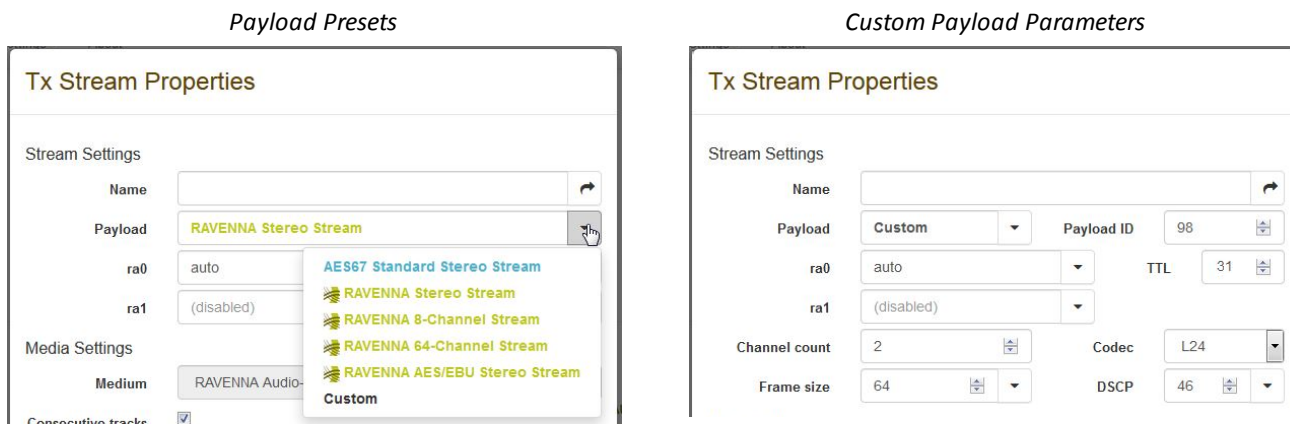 Payload Presets
Tx Stream Properties
Stream Settings
Name
Payload RAVENNA Stereo Stream
ra0 auto
ra1 (disabled)
AES67 Standard Stereo Stream
RAVENNA Stereo Stream
RAVENNA 8-Channel Stream
RAVENNA 64-Channel Stream
RAVENNA AES/EBU Stereo Stream
Custom
Media Settings
Medium RAVENNA Audio-
Consecutive tracks
Custom Payload Parameters
Tx Stream Properties
Stream Settings
Name
Payload Custom Payload ID 98
ra0 auto TTL 31
ra1 (disabled)
Channel count 2 Codec L24
Frame size 64 DSCP 46